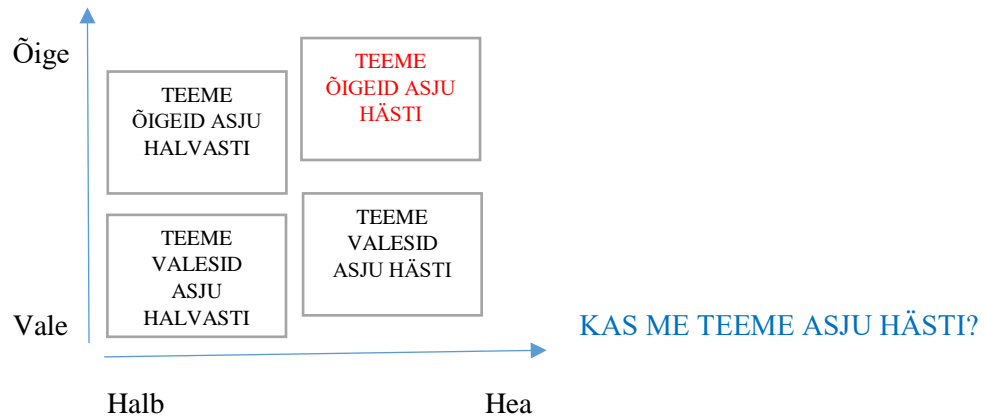 Õige
TEEME
ÕIGEID ASJU
HALVASTI
TEEME
ÕIGEID ASJU
HÄSTI
TEEME
VALESID
ASJU
HALVASTI
TEEME
VALESID
ASJU HÄSTI
Vale
KAS ME TEEME ASJU HÄSTI?
Halb
Hea